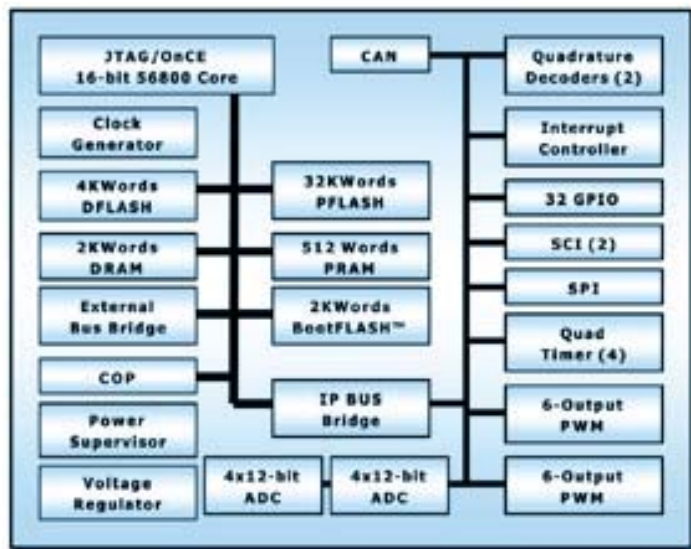 JTAG/OnCE
16-bit 56800 Core
CAN
Quadrature
Decoders (2)
Clock
Generator
Interrupt
Controller
4KWords
DFLASH
32KWords
PFLASH
32 GPIO
2KWords
DRAM
512 Words
PRAM
SCI (2)
SPI
External
Bus Bridge
2KWords
BootFLASH™
Quad
Timer (4)
COP
IP BUS
Bridge
6-Output
PWM
Power
Supervisor
Voltage
Regulator
4x12-bit
ADC
4x12-bit
ADC
6-Output
PWM